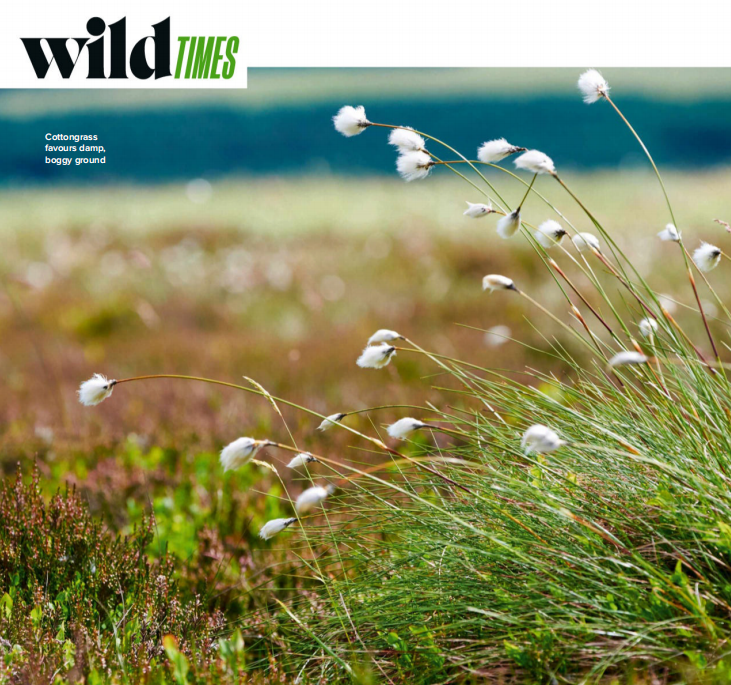 wild TIMES
Cottongrass
favours damp,
boggy ground